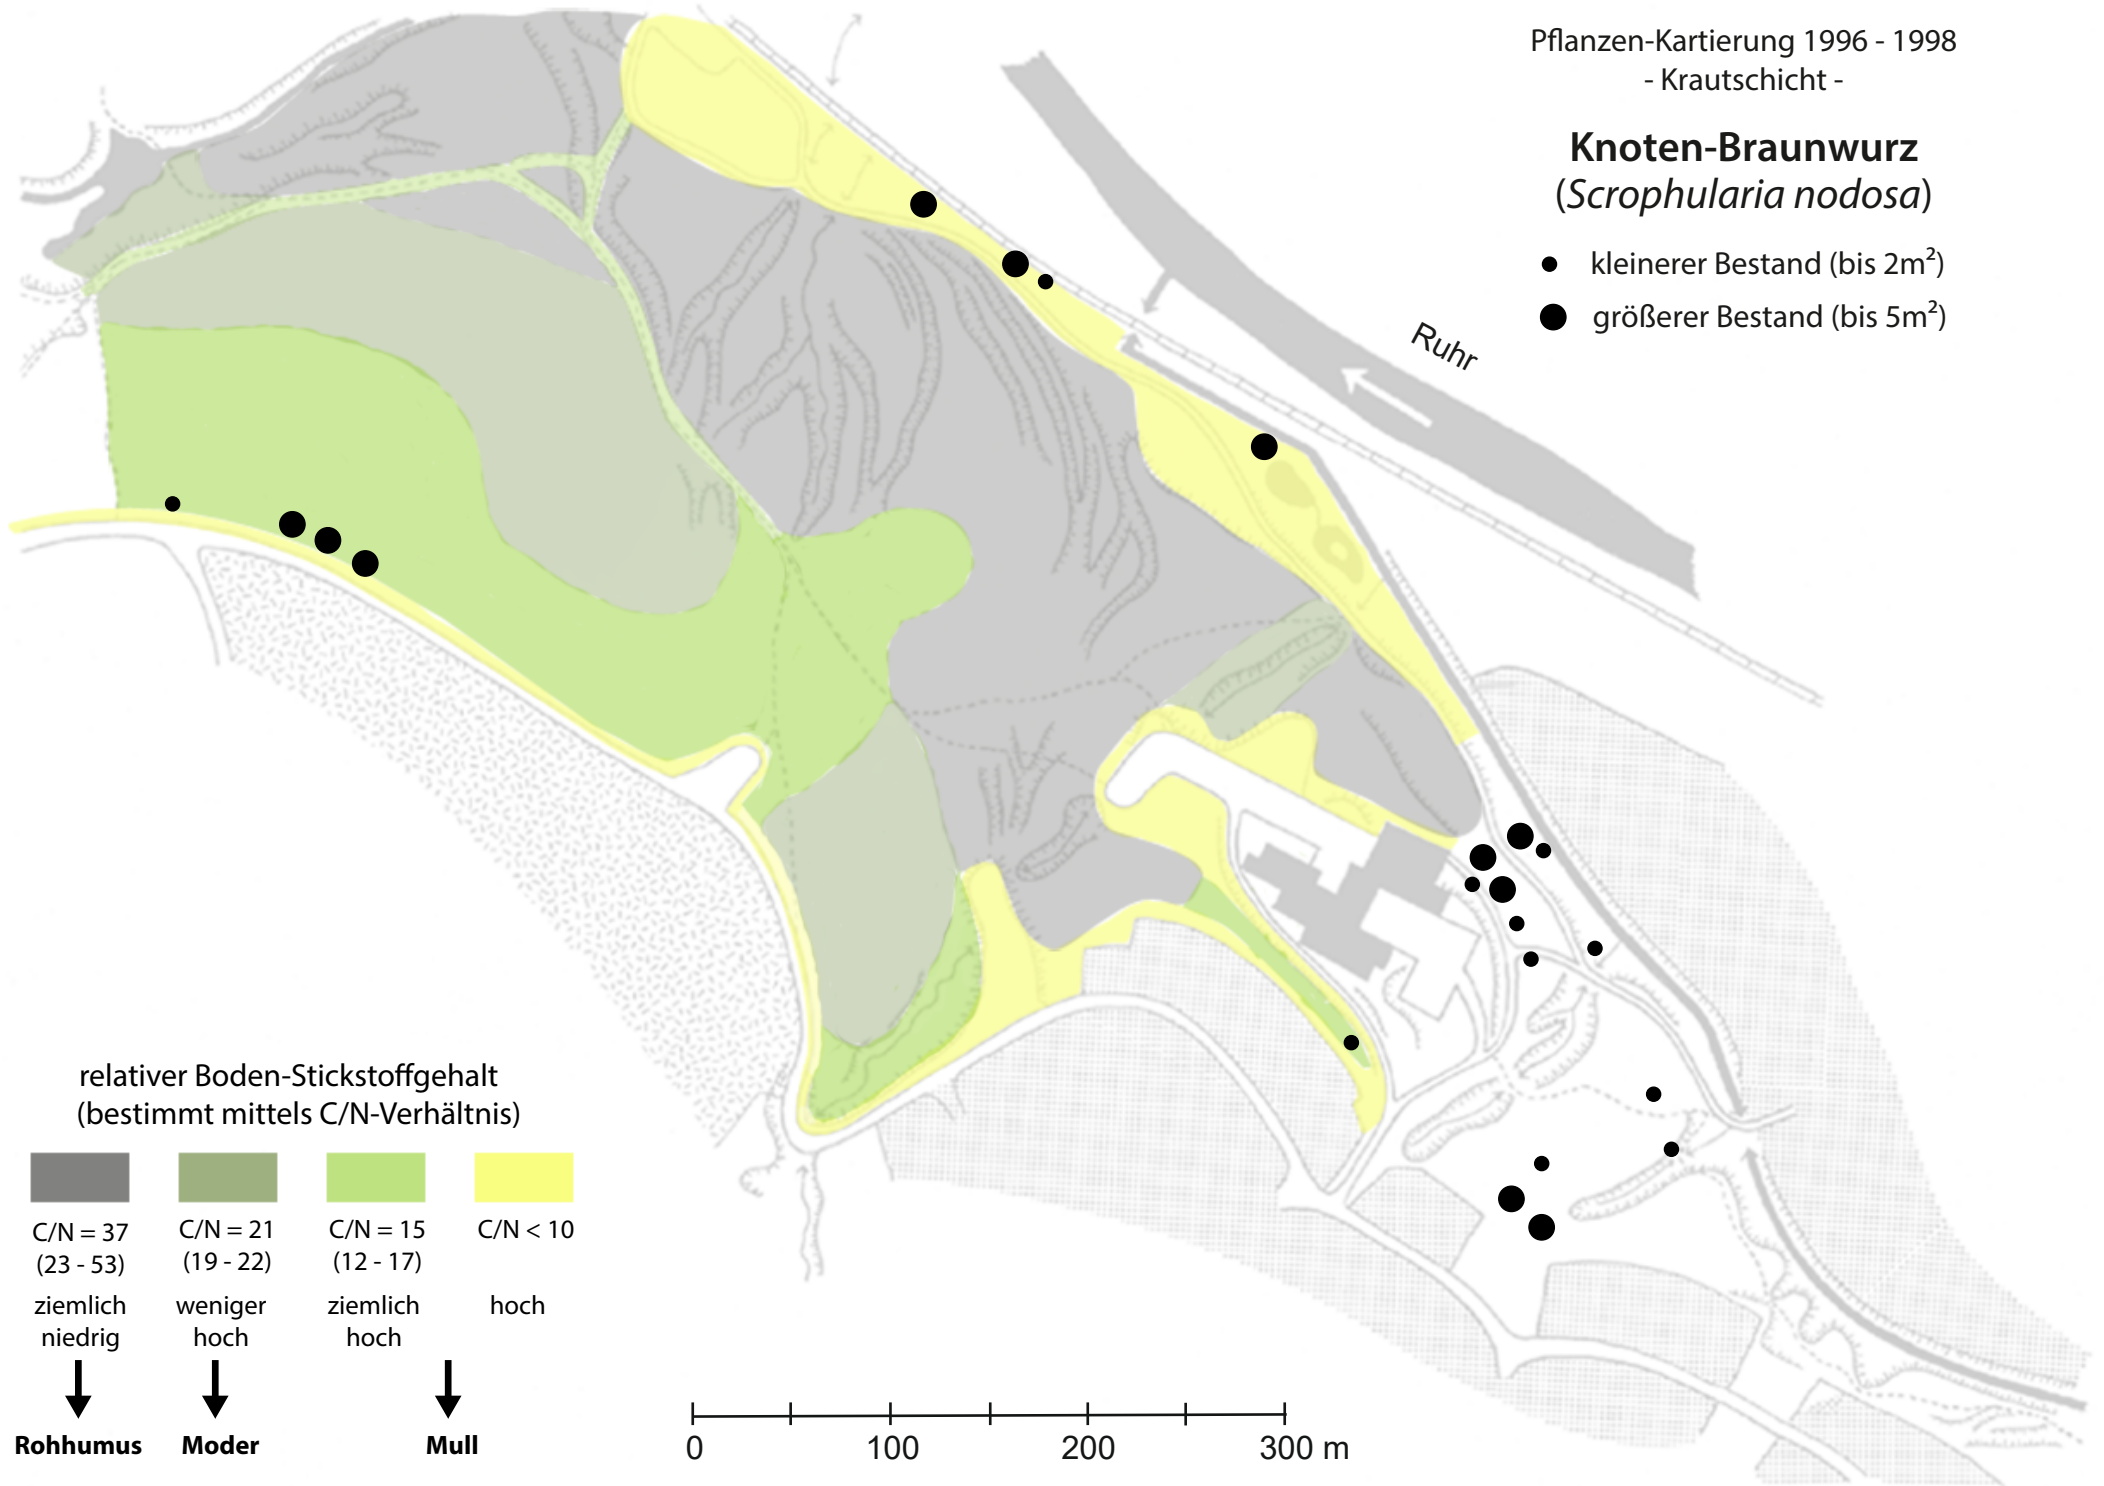 Pflanzen-Kartierung 1996 - 1998
- Krautschicht -
Knoten-Braunwurz
(Scrophularia nodosa)
kleinerer Bestand (bis 2m²)
größerer Bestand (bis 5m²)
Ruhr
relativer Boden-Stickstoffgehalt
(bestimmt mittels C/N-Verhältnis)
C/N = 37 C/N = 21 C/N = 15 C/N < 10
(23 - 53) (19 - 22) (12 - 17)
ziemlich weniger ziemlich hoch
niedrig hoch hoch
Rohhumus Moder Mull
0 100 200 300 m